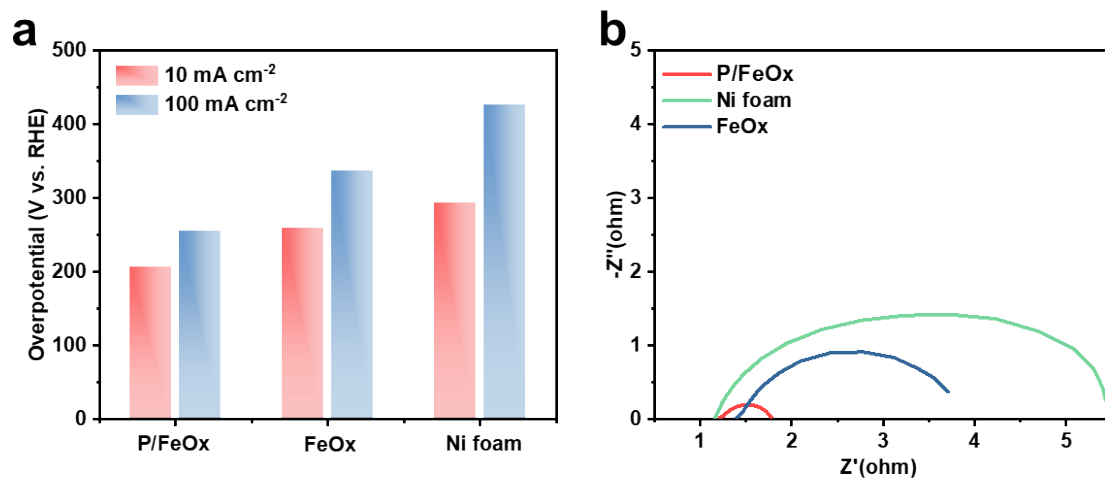 a
500
400
300
200
100
0
Overpotential (V vs. RHE)
10 mA cm⁻²
100 mA cm⁻²
P/FeOx
FeOx
Ni foam
b
5
4
3
2
1
0
-Z''(ohm)
P/FeOx
Ni foam
FeOx
1
2
3
4
5
Z'(ohm)